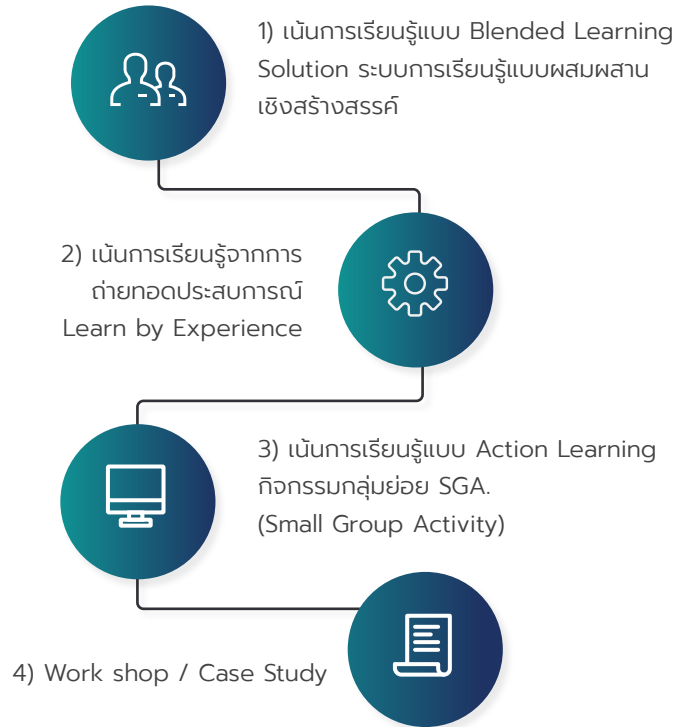 1) เน้นการเรียนรู้แบบ Blended Learning
Solution ระบบการเรียนรู้แบบผสมผสาน
เชิงสร้างสรรค์
2) เน้นการเรียนรู้จากการ
ถ่ายทอดประสบการณ์
Learn by Experience
3) เน้นการเรียนรู้แบบ Action Learning
กิจกรรมกลุ่มย่อย SGA.
(Small Group Activity)
4) Work shop / Case Study